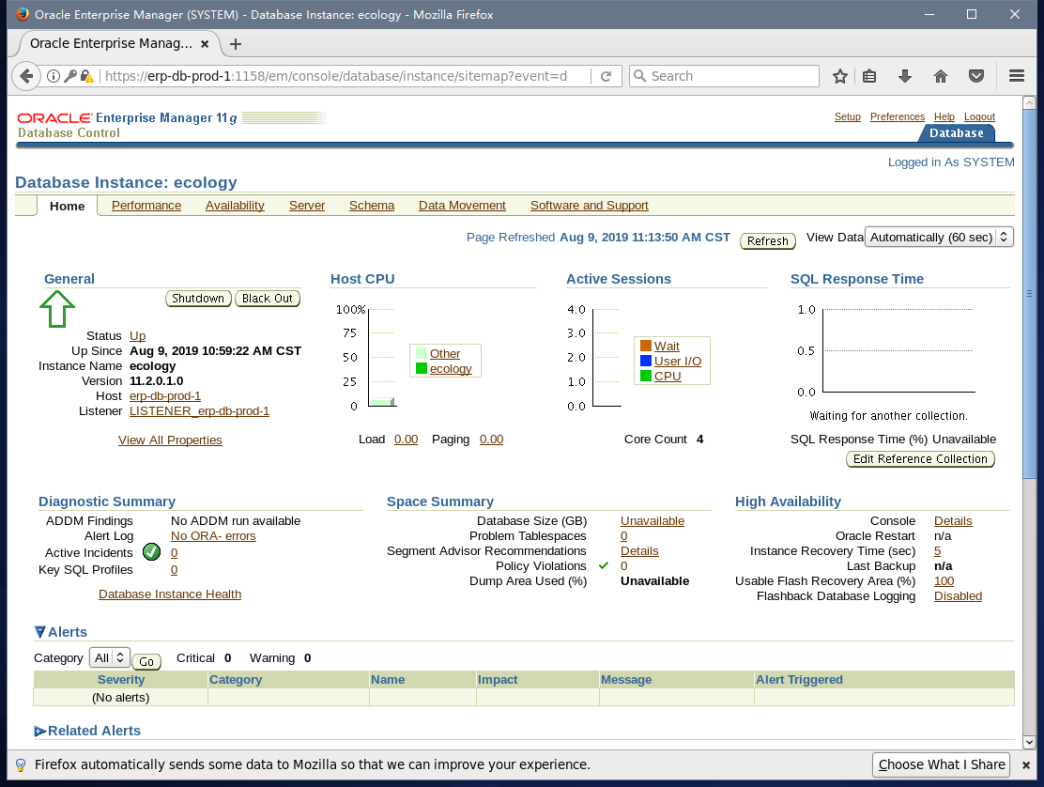 Oracle Enterprise Manager (SYSTEM) - Database Instance: ecology - Mozilla Firefox
Oracle Enterprise Manag...
https://erp-db-prod-1:1158/em/console/database/instance/sitemap?event=d
Search
ORACLE Enterprise Manager 11g
Database Control
Setup Preferences Help Logout
Database
Logged in As SYSTEM
Database Instance: ecology
Home Performance Availability Server Schema Data Movement Software and Support
Page Refreshed Aug 9, 2019 11:13:50 AM CST Refresh View Data Automatically (60 sec)
General
Shutdown Black Out
Status Up
Up Since Aug 9, 2019 10:59:22 AM CST
Instance Name ecology
Version 11.2.0.1.0
Host erp-db-prod-1
Listener LISTENER_erp-db-prod-1
View All Properties
Host CPU
100%
75
50
25
0
Other
ecology
Load 0.00 Paging 0.00
Active Sessions
4.0
3.0
2.0
1.0
0.0
Wait
User I/O
CPU
Core Count 4
SQL Response Time
1.0
0.5
0.0
Waiting for another collection.
SQL Response Time (%) Unavailable
Edit Reference Collection
Diagnostic Summary
ADDM Findings No ADDM run available
Alert Log No ORA- errors
Active Incidents 0
Key SQL Profiles 0
Database Instance Health
Space Summary
Database Size (GB) Unavailable
Problem Tablespaces 0
Segment Advisor Recommendations Details
Policy Violations 0
Dump Area Used (%) Unavailable
High Availability
Console Details
Oracle Restart n/a
Instance Recovery Time (sec) 5
Last Backup n/a
Usable Flash Recovery Area (%) 100
Flashback Database Logging Disabled
Alerts
Category All Go Critical 0 Warning 0
Severity Category Name Impact Message Alert Triggered
(No alerts)
Related Alerts
Firefox automatically sends some data to Mozilla so that we can improve your experience.
Choose What I Share